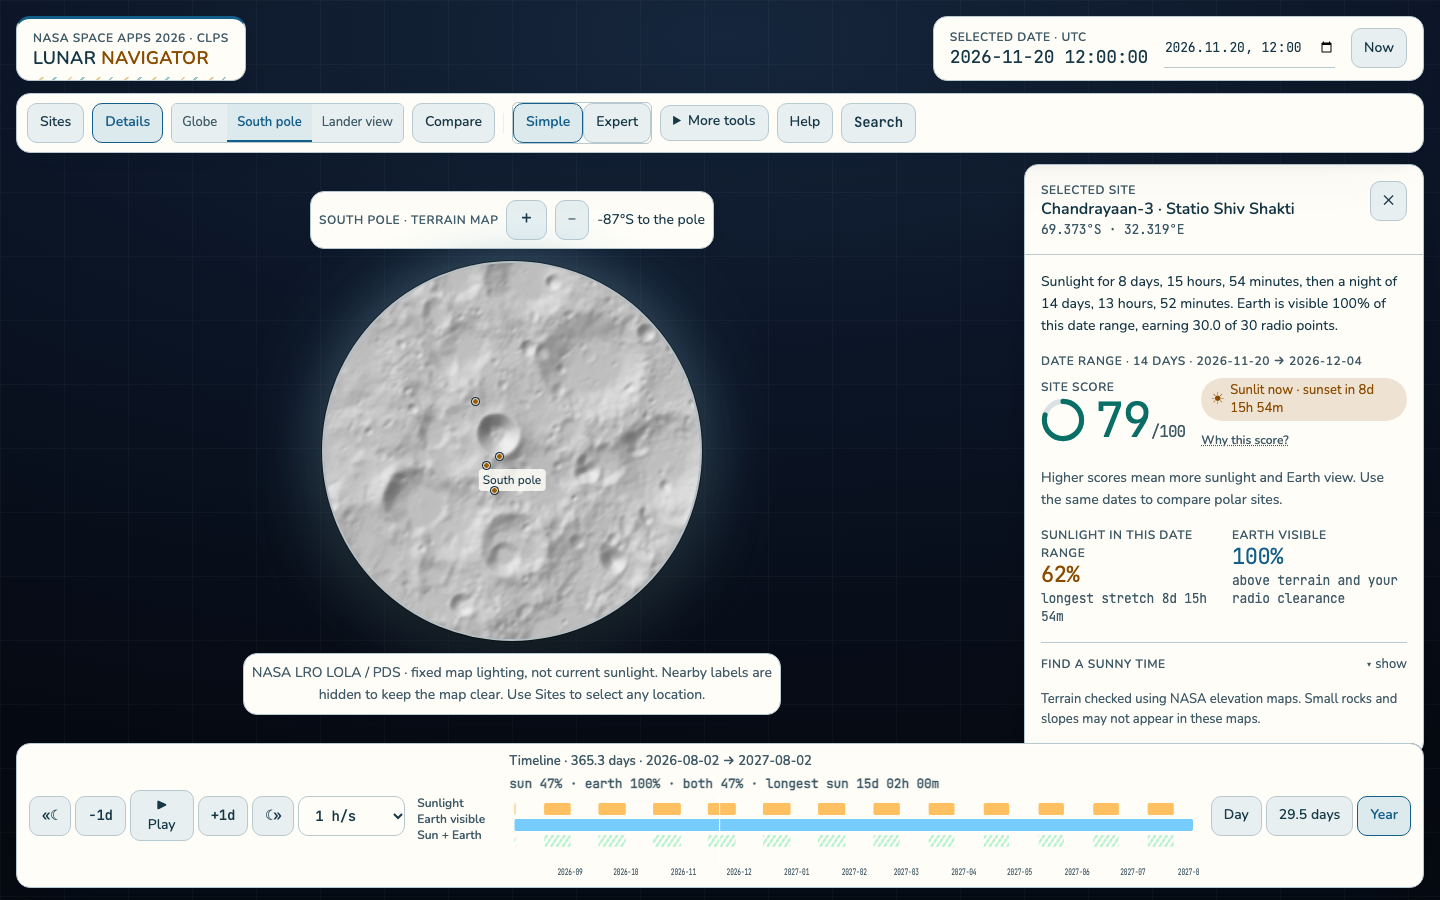 NASA SPACE APPS 2026 · CLPS
LUNAR NAVIGATOR
SELECTED DATE · UTC
2026-11-20 12:00:00
2026.11.20, 12:00
Now
Sites
Details
Globe
South pole
Lander view
Compare
Simple
Expert
▶ More tools
Help
Search
SOUTH POLE · TERRAIN MAP
+
−
-87°S to the pole
South pole
NASA LRO LOLA / PDS · fixed map lighting, not current sunlight. Nearby labels are
hidden to keep the map clear. Use Sites to select any location.
SELECTED SITE
Chandrayaan-3 · Statio Shiv Shakti
69.373°S · 32.319°E
×
Sunlight for 8 days, 15 hours, 54 minutes, then a night of
14 days, 13 hours, 52 minutes. Earth is visible 100% of
this date range, earning 30.0 of 30 radio points.
DATE RANGE · 14 DAYS · 2026-11-20 → 2026-12-04
SITE SCORE
79/100
☀ Sunlit now · sunset in 8d
15h 54m
Why this score?
Higher scores mean more sunlight and Earth view. Use
the same dates to compare polar sites.
SUNLIGHT IN THIS DATE
RANGE
62%
longest stretch 8d 15h
54m
EARTH VISIBLE
100%
above terrain and your
radio clearance
FIND A SUNNY TIME
▾ show
Terrain checked using NASA elevation maps. Small rocks and
slopes may not appear in these maps.
Timeline · 365.3 days · 2026-08-02 → 2027-08-02
sun 47% · earth 100% · both 47% · longest sun 15d 02h 00m
«☾
-1d
▶
Play
+1d
☾»
1 h/s
Sunlight
Earth visible
Sun + Earth
2026-09
2026-10
2026-11
2026-12
2027-01
2027-02
2027-03
2027-04
2027-05
2027-06
2027-07
2027-0
Day
29.5 days
Year